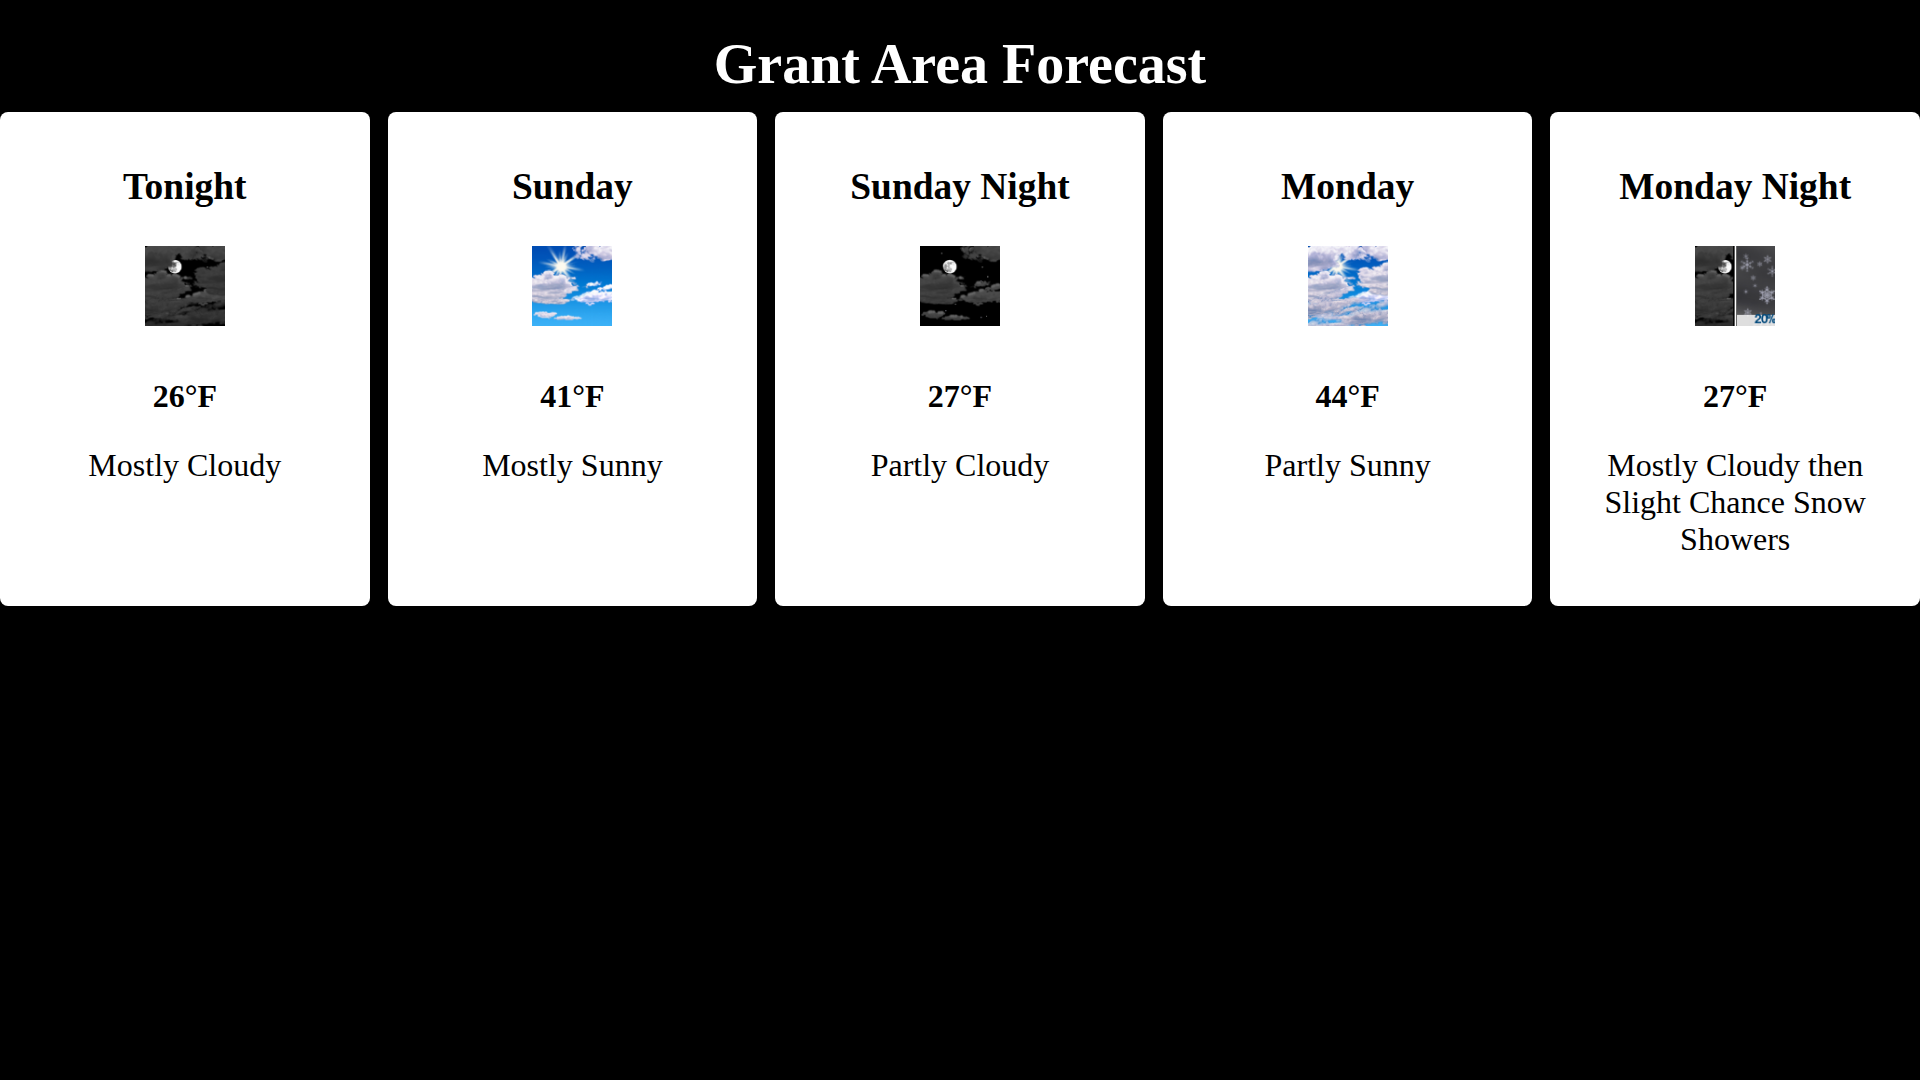 Grant Area Forecast
Tonight
26°F
Mostly Cloudy
Sunday
41°F
Mostly Sunny
Sunday Night
27°F
Partly Cloudy
Monday
44°F
Partly Sunny
Monday Night
20%
27°F
Mostly Cloudy then
Slight Chance Snow
Showers